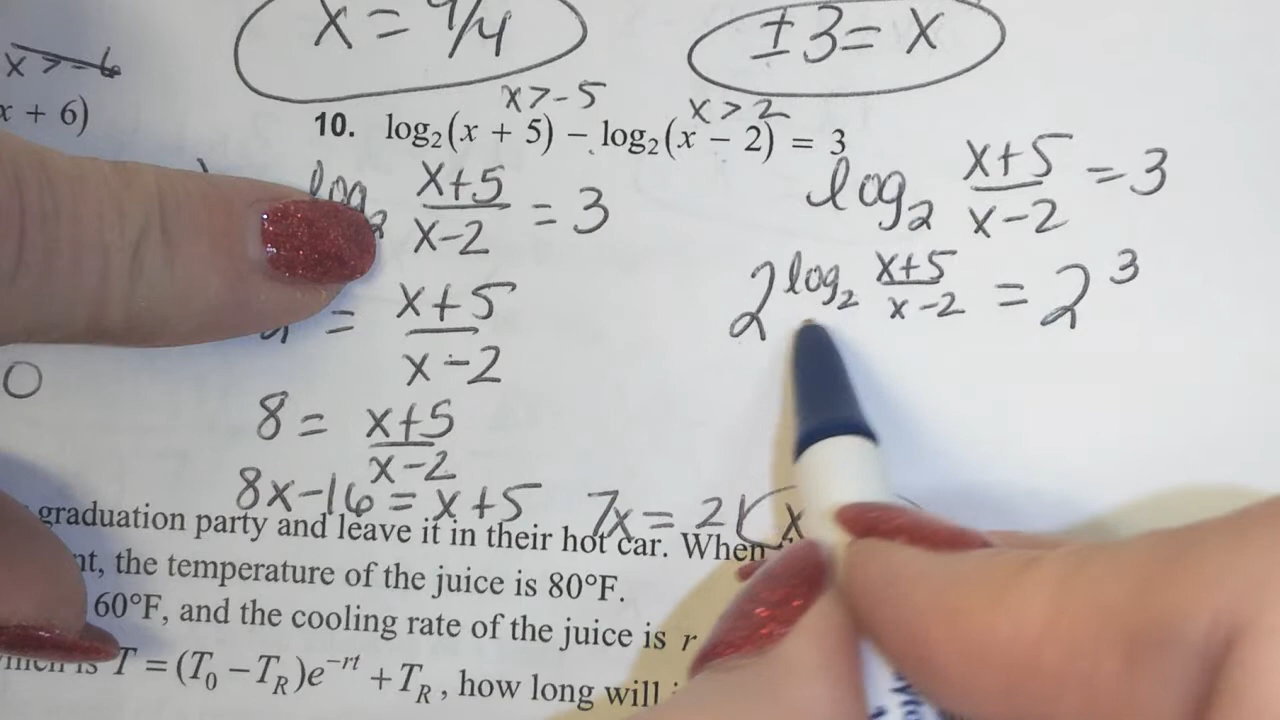 x > -6
x + 6)
x = 9/4
±3 = x
x > -5
x > 2
10. log₂(x + 5) − log₂(x − 2) = 3
log₂ x+5/x-2 = 3
= x+5/x-2
8 = x+5/x-2
8x-16 = x+5 7x = 21 x
log₂ x+5/x-2 = 3
2^log₂ x+5/x-2 = 2³
graduation party and leave it in their hot car. When
nt, the temperature of the juice is 80°F.
60°F, and the cooling rate of the juice is r
is T = (T₀ − T_R)e^−rt + T_R, how long will